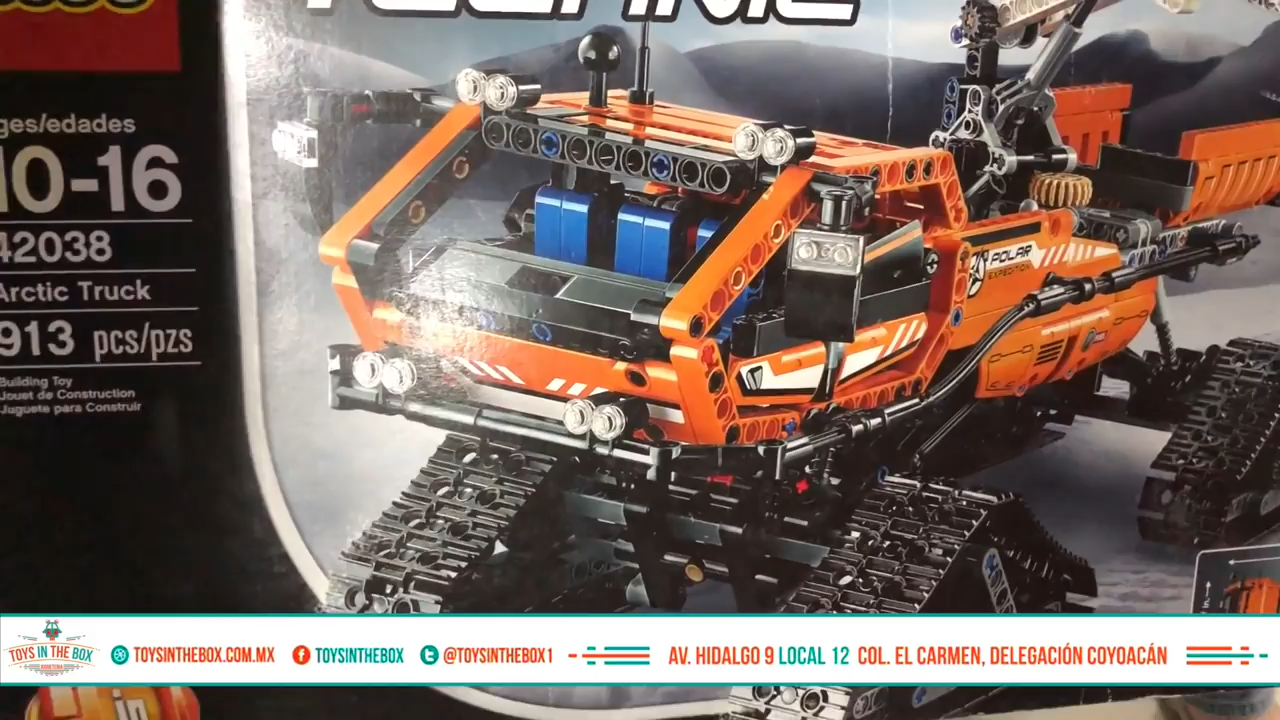 TECHNIC
ges/edades
10-16
42038
Arctic Truck
913 pcs/pzs
Building Toy
Jouet de Construction
Juguete para Construir
POLAR
EXPEDITION
TOYS IN THE BOX
TOYSINTHEBOX.COM.MX
TOYSINTHEBOX
@TOYSINTHEBOX1
AV. HIDALGO 9 LOCAL 12 COL. EL CARMEN, DELEGACIÓN COYOACÁN
in